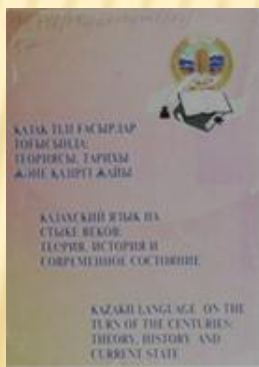 ҚАЗАҚ ТІЛІ ҒАСЫРЛАР
ТОҒЫСЫНДА:
ТЕОРИЯСЫ, ТАРИХЫ
ЖӘНЕ ҚАЗІРГІ ЖАЙЫ
КАЗАХСКИЙ ЯЗЫК НА
СТЫКЕ ВЕКОВ:
ТЕОРИЯ, ИСТОРИЯ И
СОВРЕМЕННОЕ СОСТОЯНИЕ
KAZAKH LANGUAGE ON THE
TURN OF THE CENTURIES:
THEORY, HISTORY AND
CURRENT STATE